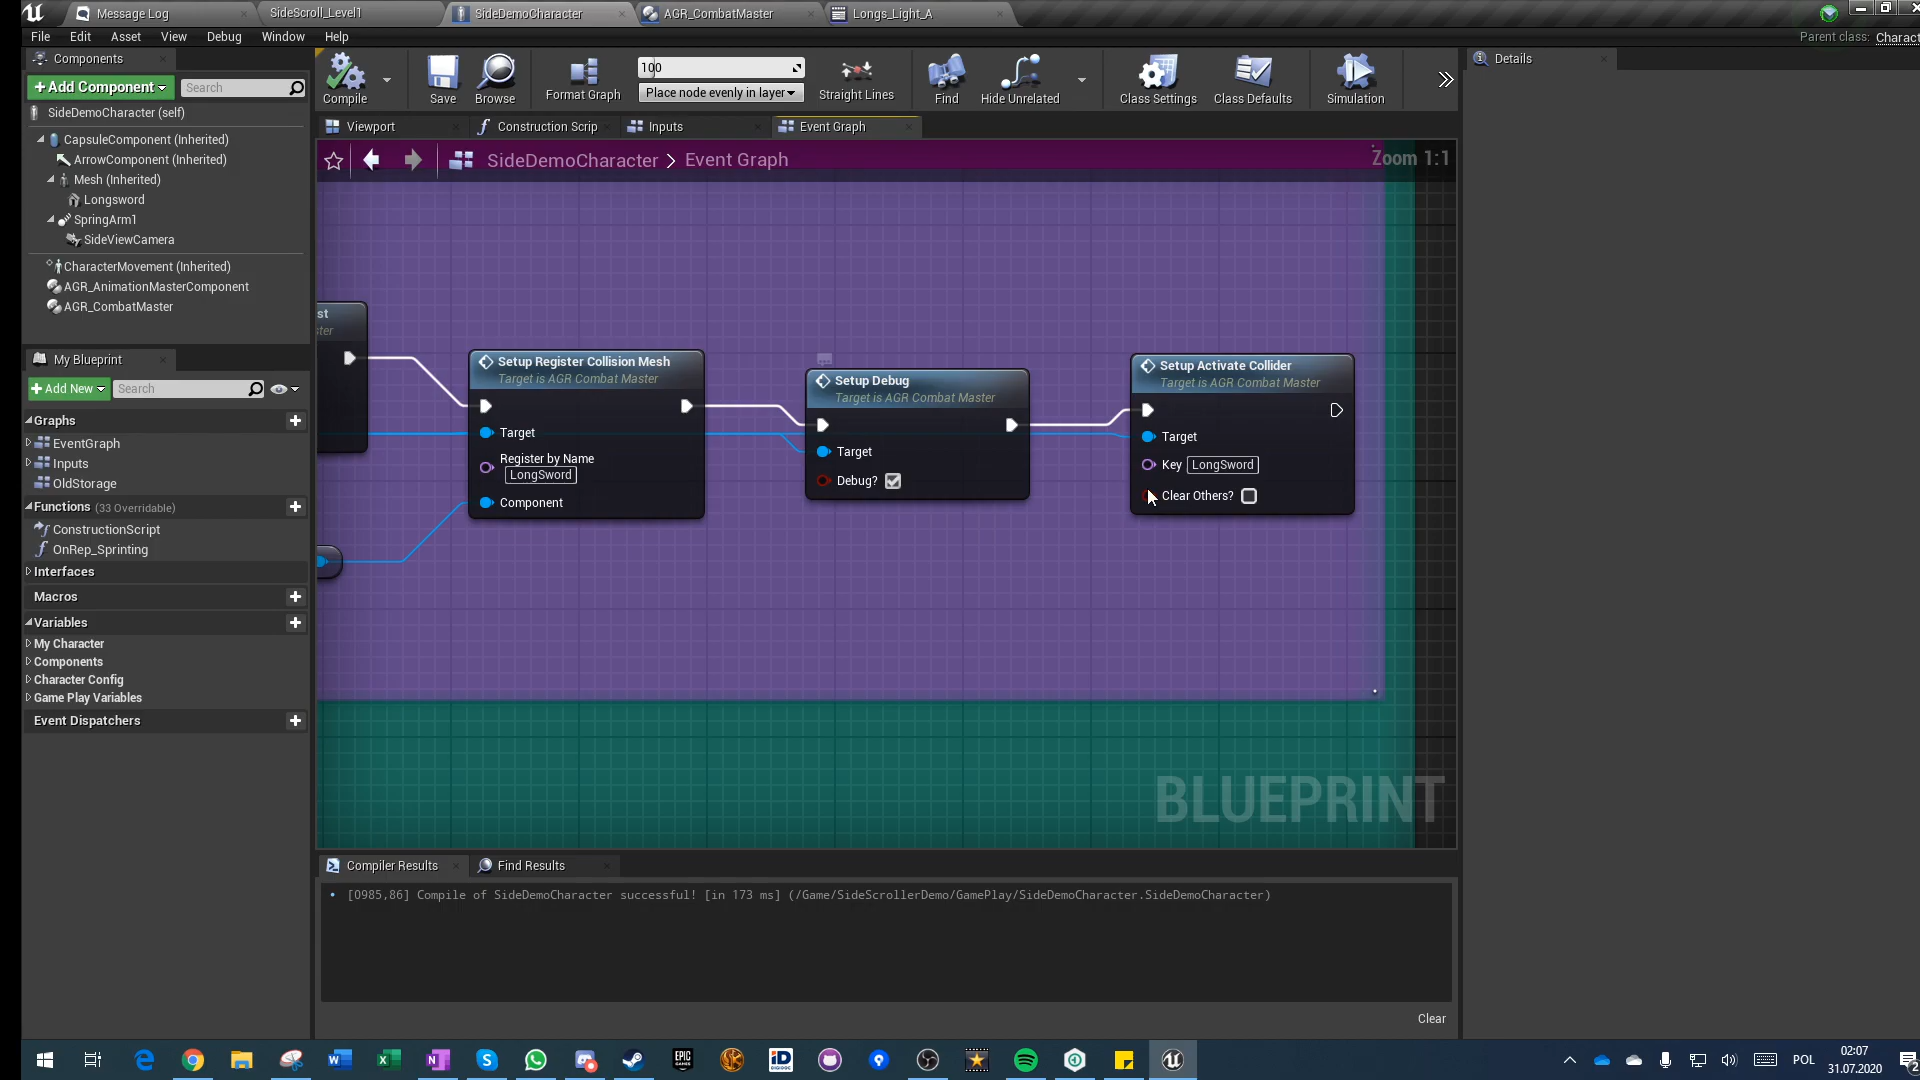 Message Log
SideScroll_Level1
SideDemoCharacter
AGR_CombatMaster
Longs_Light_A
File Edit Asset View Debug Window Help
Parent class: Charact
Components
+Add Component
Search
SideDemoCharacter (self)
CapsuleComponent (Inherited)
ArrowComponent (Inherited)
Mesh (Inherited)
Longsword
SpringArm1
SideViewCamera
CharacterMovement (Inherited)
AGR_AnimationMasterComponent
AGR_CombatMaster
My Blueprint
+Add New
Search
Graphs
EventGraph
Inputs
OldStorage
Functions (33 Overridable)
ConstructionScript
OnRep_Sprinting
Interfaces
Macros
Variables
My Character
Components
Character Config
Game Play Variables
Event Dispatchers
Compile
Save
Browse
Format Graph
100
Place node evenly in layer
Straight Lines
Find
Hide Unrelated
Class Settings
Class Defaults
Simulation
Viewport
Construction Scrip
Inputs
Event Graph
SideDemoCharacter > Event Graph
Zoom 1:1
st
ter
Setup Register Collision Mesh
Target is AGR Combat Master
Target
Register by Name
LongSword
Component
Setup Debug
Target is AGR Combat Master
Target
Debug?
Setup Activate Collider
Target is AGR Combat Master
Target
Key LongSword
Clear Others?
BLUEPRINT
Compiler Results
Find Results
[0985,86] Compile of SideDemoCharacter successful! [in 173 ms] (/Game/SideScrollerDemo/GamePlay/SideDemoCharacter.SideDemoCharacter)
Clear
Details
EPIC
GAMES
iD
POL
02:07
31.07.2020
2